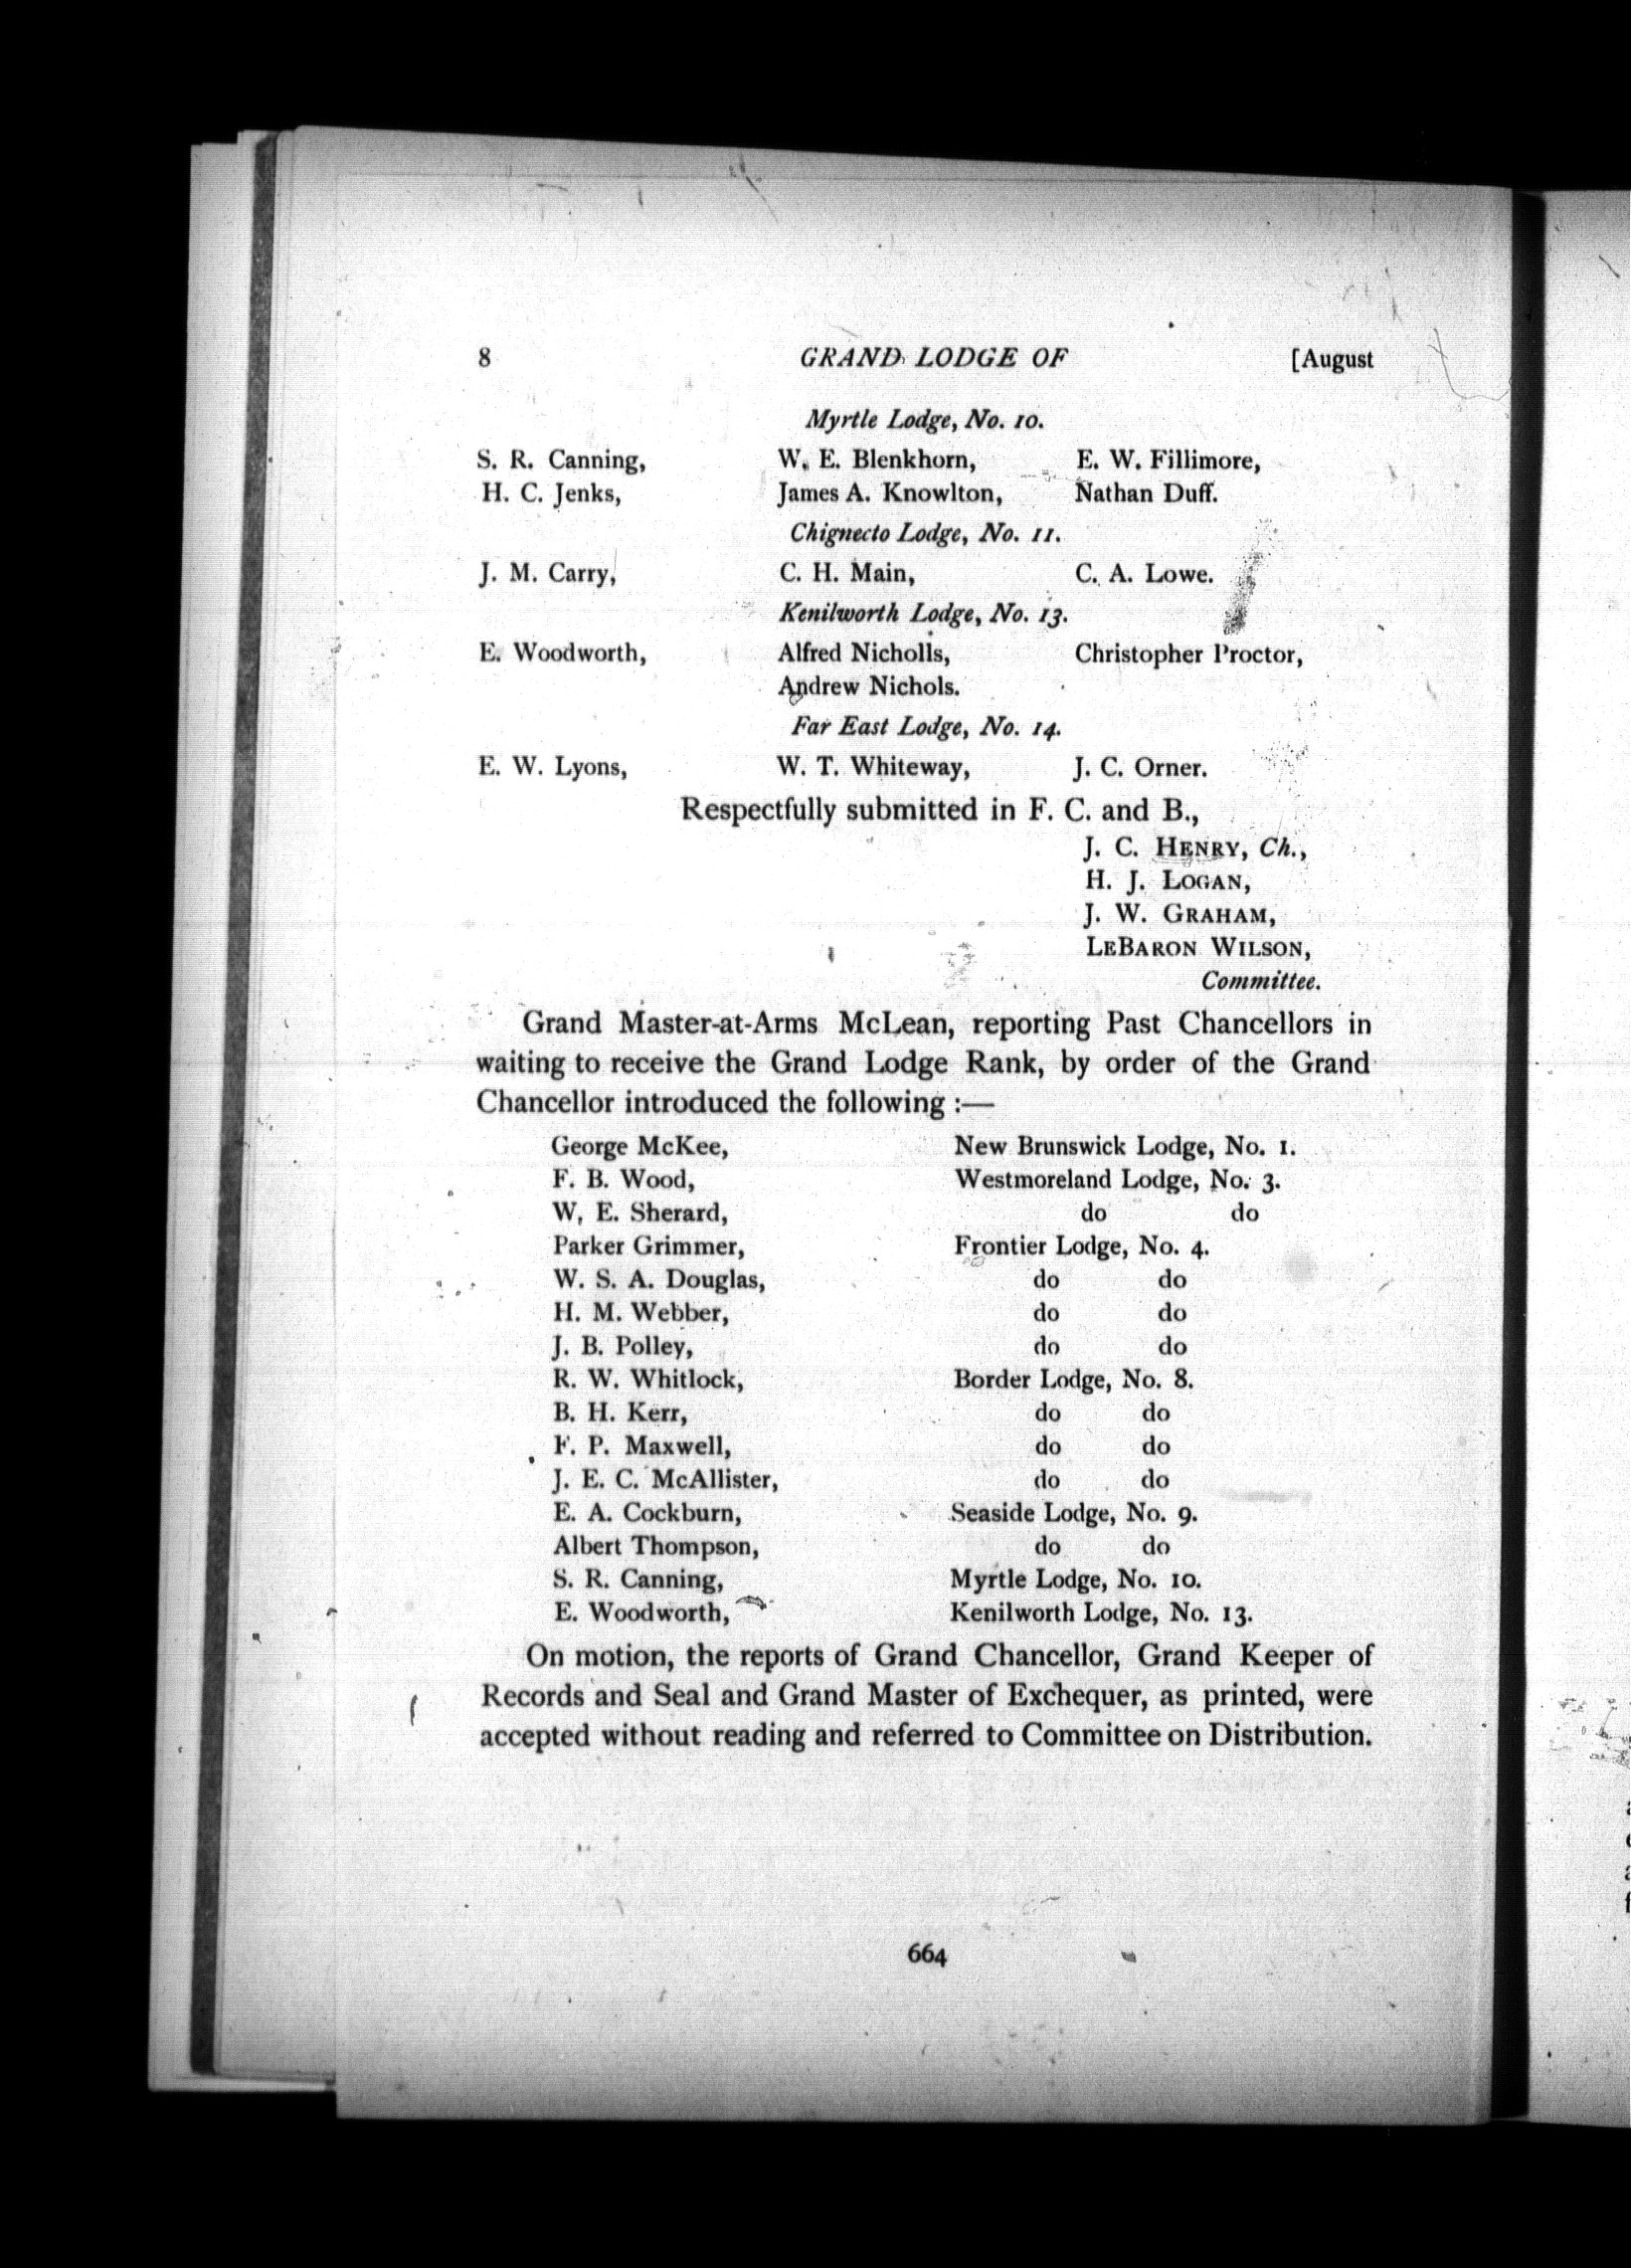 8 GRAND LODGE OF [August
Myrtle Lodge, No. 10.
S. R. Canning, W. E. Blenkhorn, E. W. Fillimore,
H. C. Jenks, James A. Knowlton, Nathan Duff.
Chignecto Lodge, No. 11.
J. M. Carry, C. H. Main, C. A. Lowe.
Kenilworth Lodge, No. 13.
E. Woodworth, Alfred Nicholls, Christopher Proctor,
Andrew Nichols.
Far East Lodge, No. 14.
E. W. Lyons, W. T. Whiteway, J. C. Orner.
Respectfully submitted in F. C. and B.,
J. C. HENRY, Ch.,
H. J. LOGAN,
J. W. GRAHAM,
LEBARON WILSON,
Committee.
Grand Master-at-Arms McLean, reporting Past Chancellors in
waiting to receive the Grand Lodge Rank, by order of the Grand
Chancellor introduced the following :—
George McKee, New Brunswick Lodge, No. 1.
F. B. Wood, Westmoreland Lodge, No. 3.
W. E. Sherard, do do
Parker Grimmer, Frontier Lodge, No. 4.
W. S. A. Douglas, do do
H. M. Webber, do do
J. B. Polley, do do
R. W. Whitlock, Border Lodge, No. 8.
B. H. Kerr, do do
F. P. Maxwell, do do
J. E. C. McAllister, do do
E. A. Cockburn, Seaside Lodge, No. 9.
Albert Thompson, do do
S. R. Canning, Myrtle Lodge, No. 10.
E. Woodworth, Kenilworth Lodge, No. 13.
On motion, the reports of Grand Chancellor, Grand Keeper of
Records and Seal and Grand Master of Exchequer, as printed, were
accepted without reading and referred to Committee on Distribution.
664